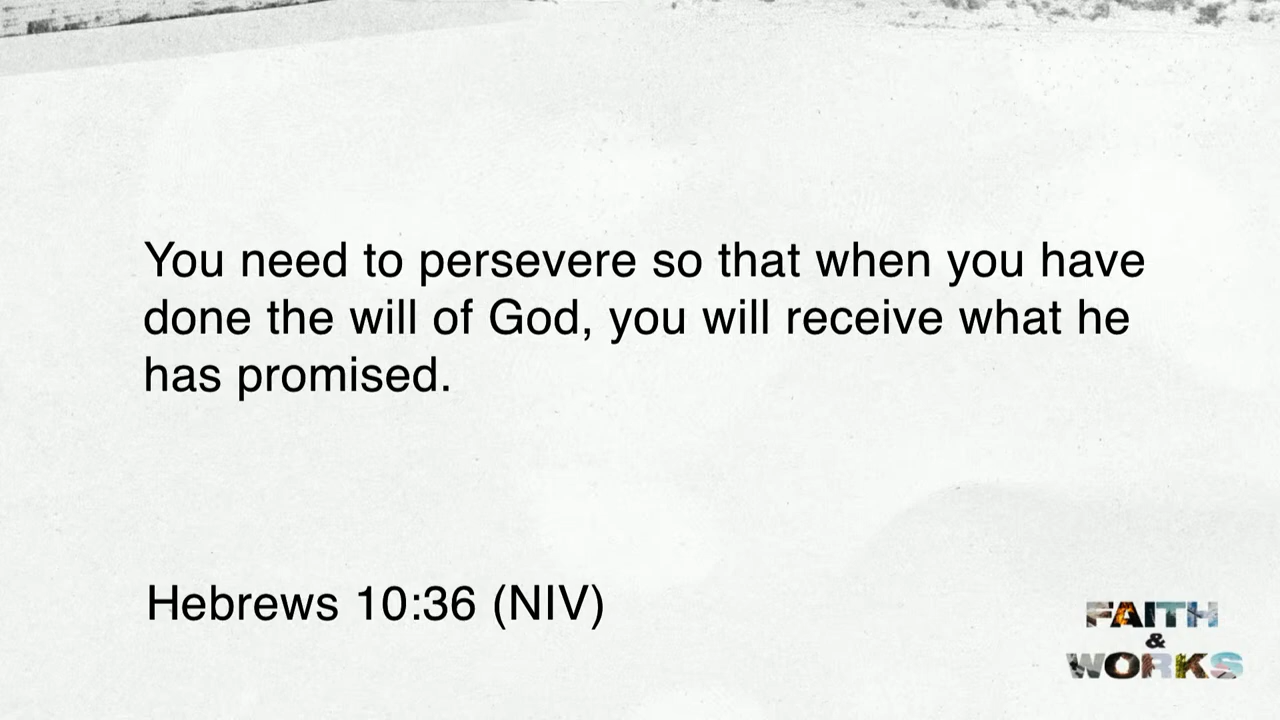 You need to persevere so that when you have
done the will of God, you will receive what he
has promised.
Hebrews 10:36 (NIV)
FAITH
&
WORKS